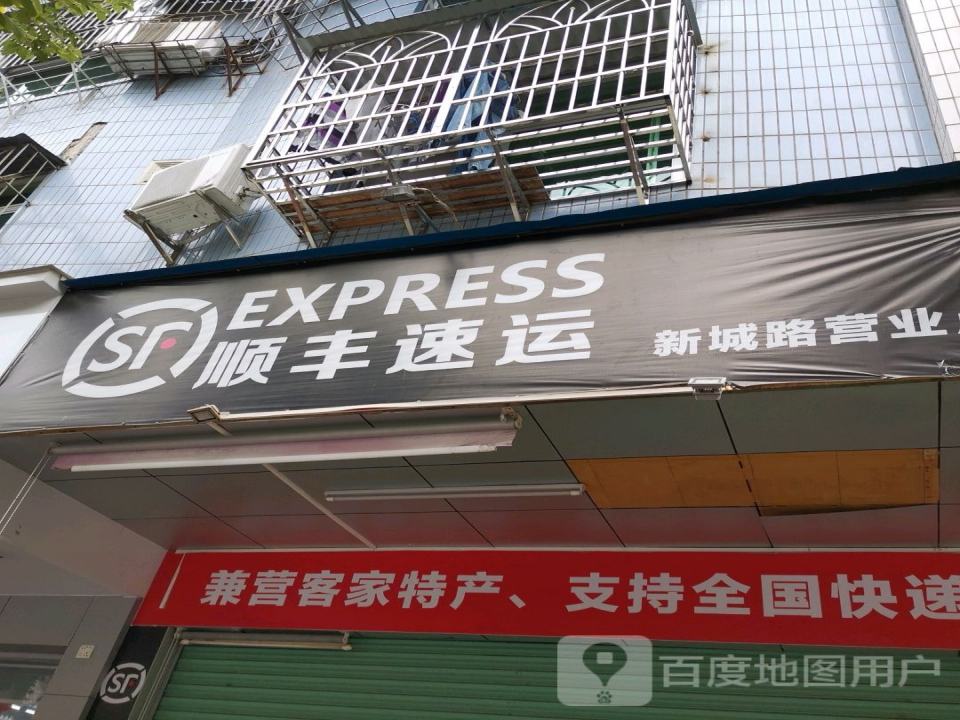 SF EXPRESS
顺丰速运
新城路营业
兼营客家特产、支持全国快递
SF
百度地图用户